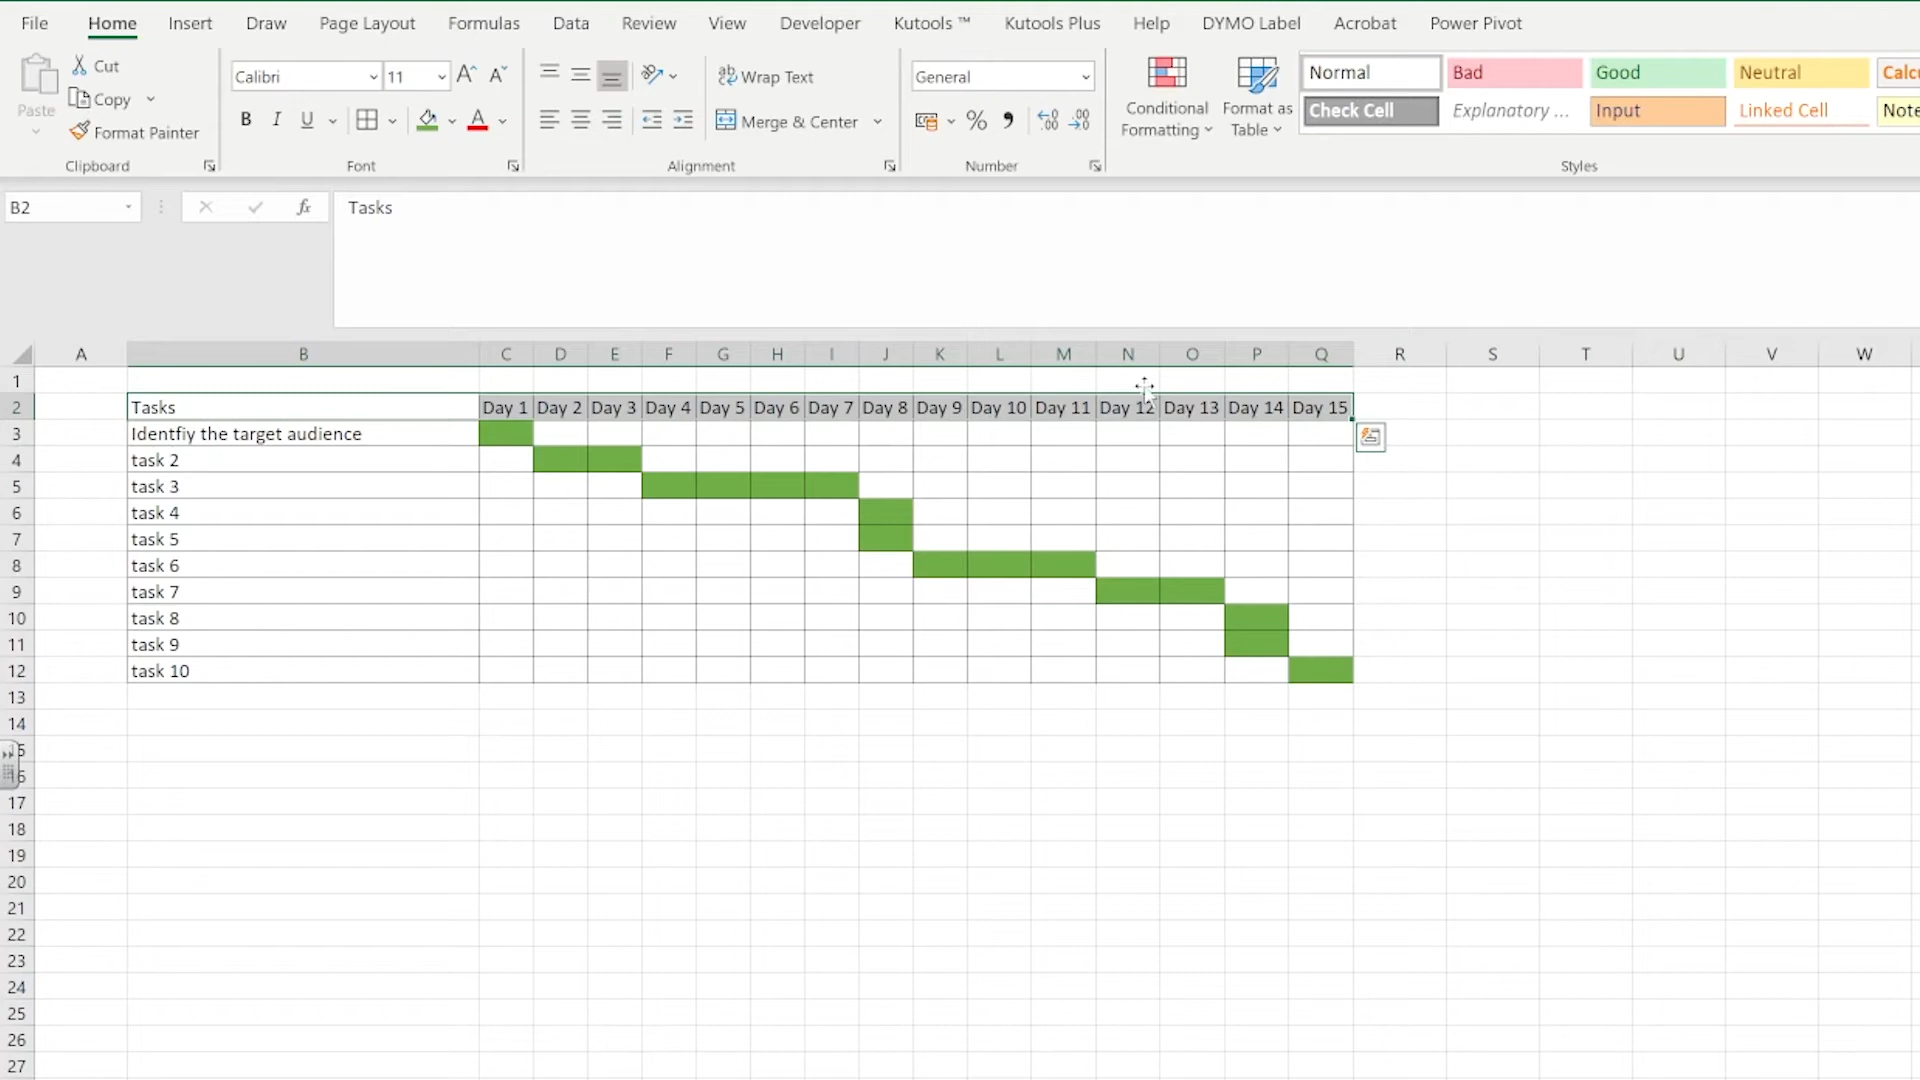 File Home Insert Draw Page Layout Formulas Data Review View Developer Kutools ™ Kutools Plus Help DYMO Label Acrobat Power Pivot
Paste
Cut
Copy
Format Painter
Clipboard
Calibri 11
B I U
Font
Wrap Text
Merge & Center
Alignment
General
Number
Conditional Formatting
Format as Table
Normal Bad Good Neutral
Check Cell Explanatory ... Input Linked Cell Note
Styles
B2 fx Tasks
A B C D E F G H I J K L M N O P Q R S T U V W
1
2 Tasks Day 1 Day 2 Day 3 Day 4 Day 5 Day 6 Day 7 Day 8 Day 9 Day 10 Day 11 Day 12 Day 13 Day 14 Day 15
3 Identfiy the target audience
4 task 2
5 task 3
6 task 4
7 task 5
8 task 6
9 task 7
10 task 8
11 task 9
12 task 10
13
14
17
18
19
20
21
22
23
24
25
26
27